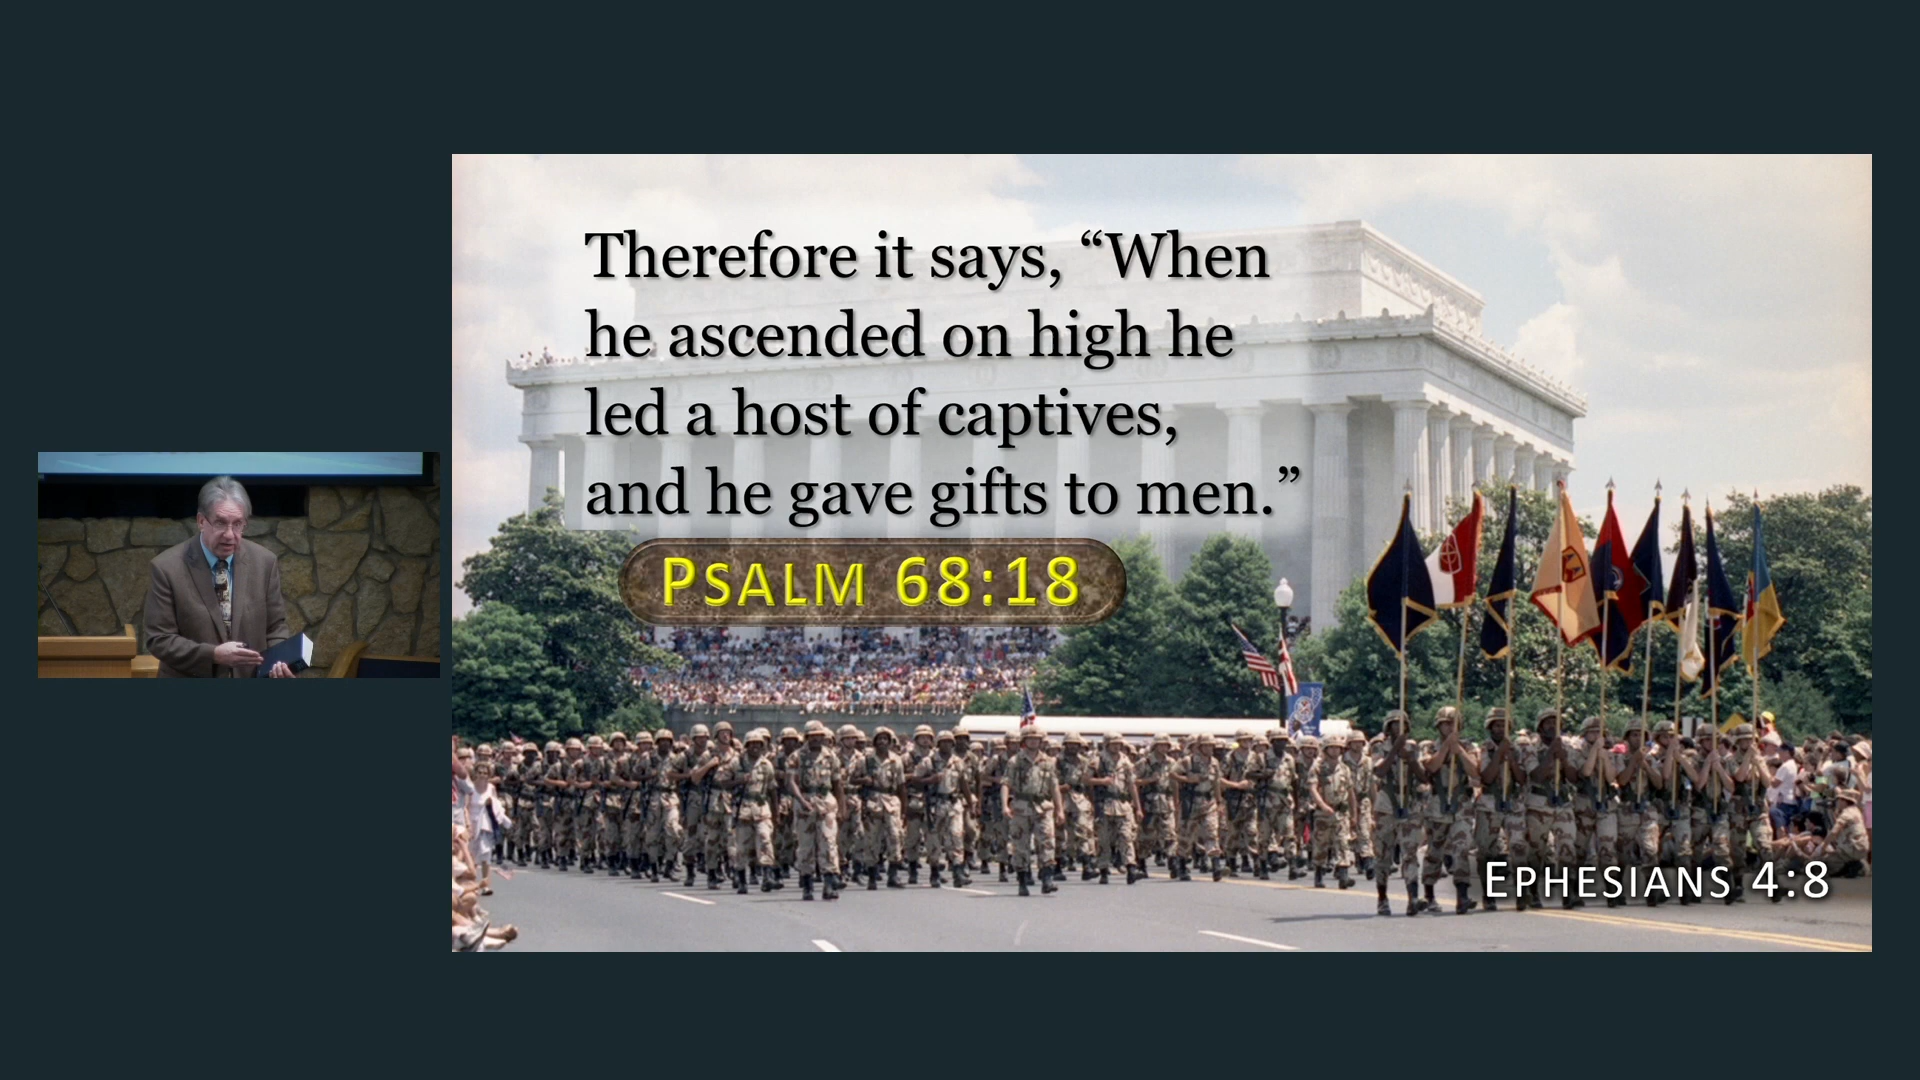 Therefore it says, “When
he ascended on high he
led a host of captives,
and he gave gifts to men.”
PSALM 68:18
EPHESIANS 4:8